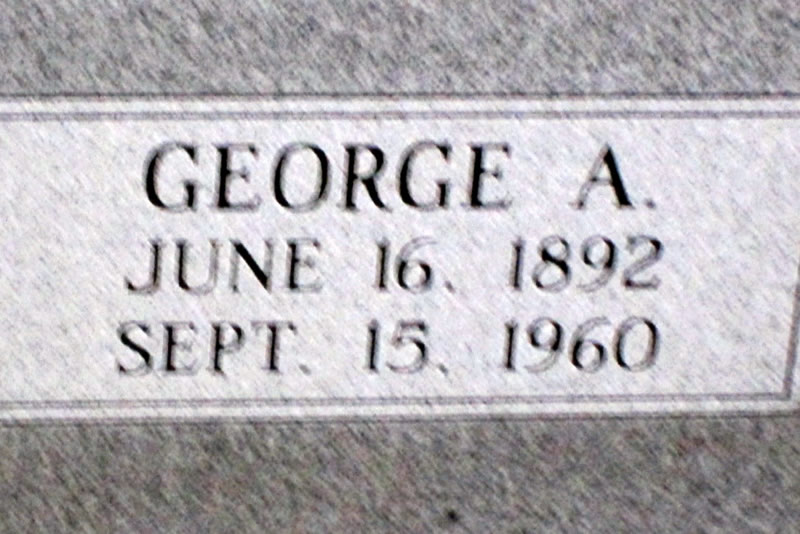 GEORGE A.
JUNE 16, 1892
SEPT. 15, 1960